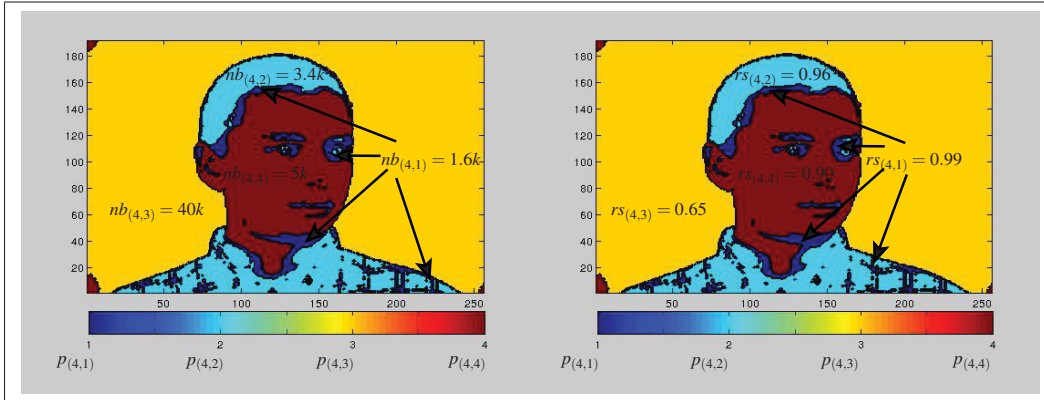 180
160
140
120
100
80
60
40
20
50
100
150
200
250
nb(4,2) = 3.4k
nb(4,1) = 1.6k
nb(4,4) = 5k
nb(4,3) = 40k
1
2
3
4
p(4,1)
p(4,2)
p(4,3)
p(4,4)
180
160
140
120
100
80
60
40
20
50
100
150
200
250
rs(4,2) = 0.96
rs(4,1) = 0.99
rs(4,4) = 0.90
rs(4,3) = 0.65
1
2
3
4
p(4,1)
p(4,2)
p(4,3)
p(4,4)